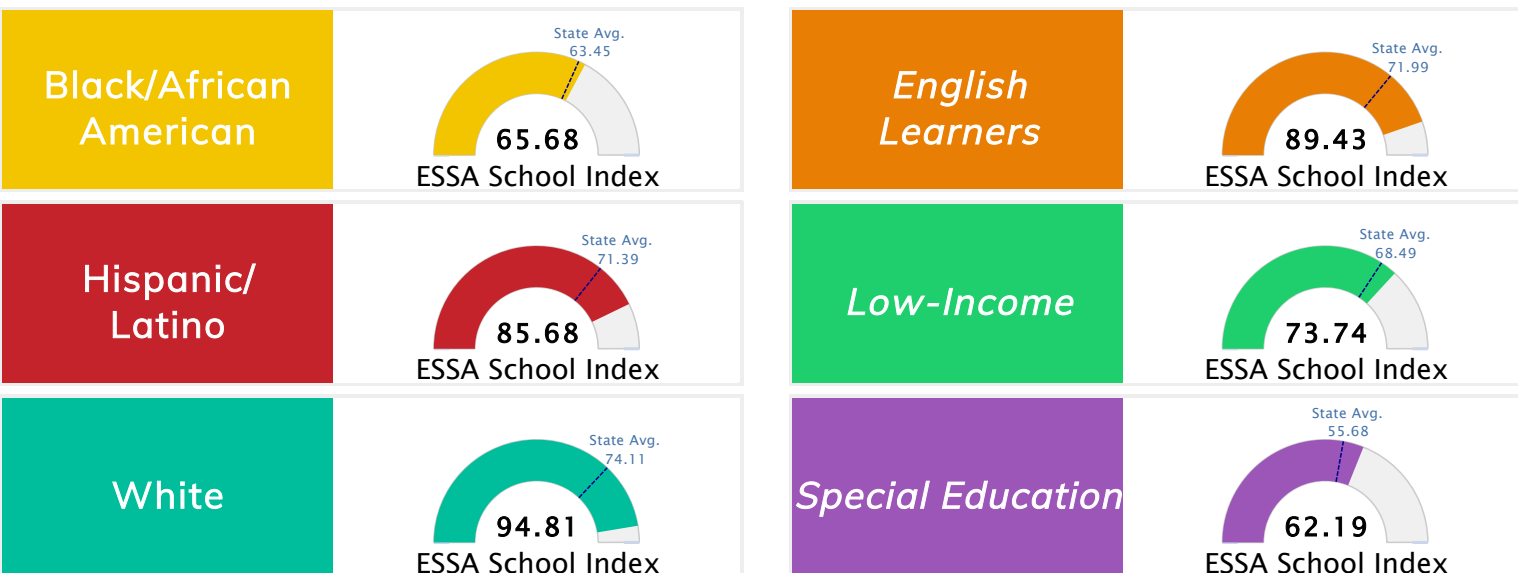 Black/African
American
State Avg.
63.45
65.68
ESSA School Index
English
Learners
State Avg.
71.99
89.43
ESSA School Index
Hispanic/
Latino
State Avg.
71.39
85.68
ESSA School Index
Low-Income
State Avg.
68.49
73.74
ESSA School Index
White
State Avg.
74.11
94.81
ESSA School Index
Special Education
State Avg.
55.68
62.19
ESSA School Index